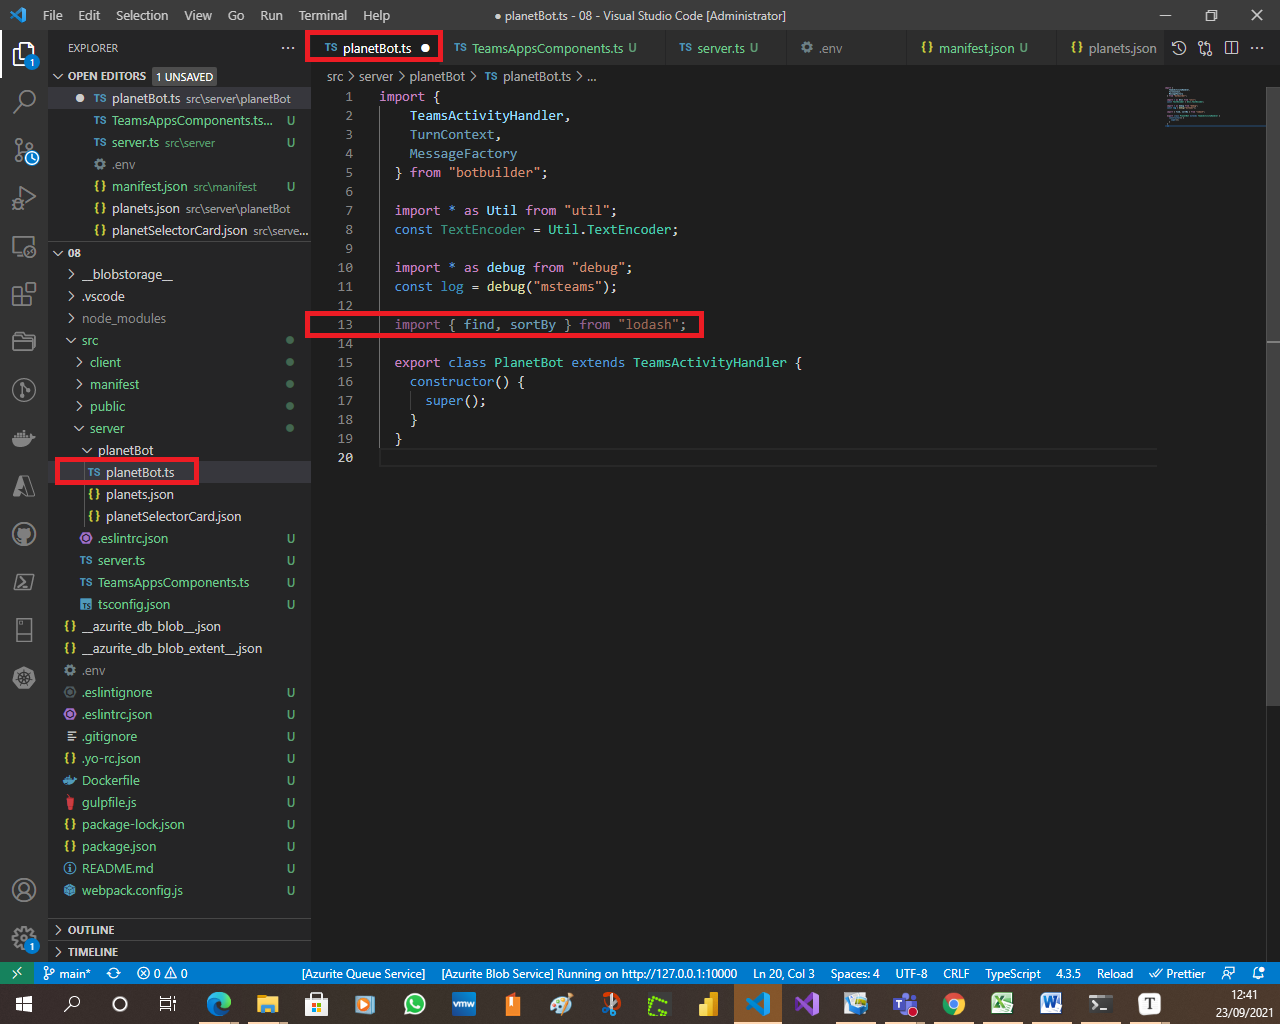 File Edit Selection View Go Run Terminal Help
● planetBot.ts - 08 - Visual Studio Code [Administrator]
EXPLORER
OPEN EDITORS 1 UNSAVED
TS planetBot.ts src\server\planetBot
TS TeamsAppsComponents.ts... U
TS server.ts src\server U
.env
{} manifest.json src\manifest U
{} planets.json src\server\planetBot
{} planetSelectorCard.json src\serve...
08
__blobstorage__
.vscode
node_modules
src
client
manifest
public
server
planetBot
TS planetBot.ts
{} planets.json
{} planetSelectorCard.json
.eslintrc.json U
TS server.ts U
TS TeamsAppsComponents.ts U
TS tsconfig.json U
{} __azurite_db_blob__.json
{} __azurite_db_blob_extent__.json
.env
.eslintignore U
.eslintrc.json U
.gitignore U
{} .yo-rc.json U
Dockerfile U
gulpfile.js U
{} package-lock.json U
{} package.json U
README.md U
webpack.config.js U
OUTLINE
TIMELINE
TS planetBot.ts ● TS TeamsAppsComponents.ts U TS server.ts U .env {} manifest.json U {} planets.json
src > server > planetBot > TS planetBot.ts > ...
1 import {
2 TeamsActivityHandler,
3 TurnContext,
4 MessageFactory
5 } from "botbuilder";
6
7 import * as Util from "util";
8 const TextEncoder = Util.TextEncoder;
9
10 import * as debug from "debug";
11 const log = debug("msteams");
12
13 import { find, sortBy } from "lodash";
14
15 export class PlanetBot extends TeamsActivityHandler {
16 constructor() {
17 super();
18 }
19 }
20
1
1
main* 0 0 [Azurite Queue Service] [Azurite Blob Service] Running on http://127.0.0.1:10000 Ln 20, Col 3 Spaces: 4 UTF-8 CRLF TypeScript 4.3.5 Reload Prettier
vmw T 12:41
23/09/2021